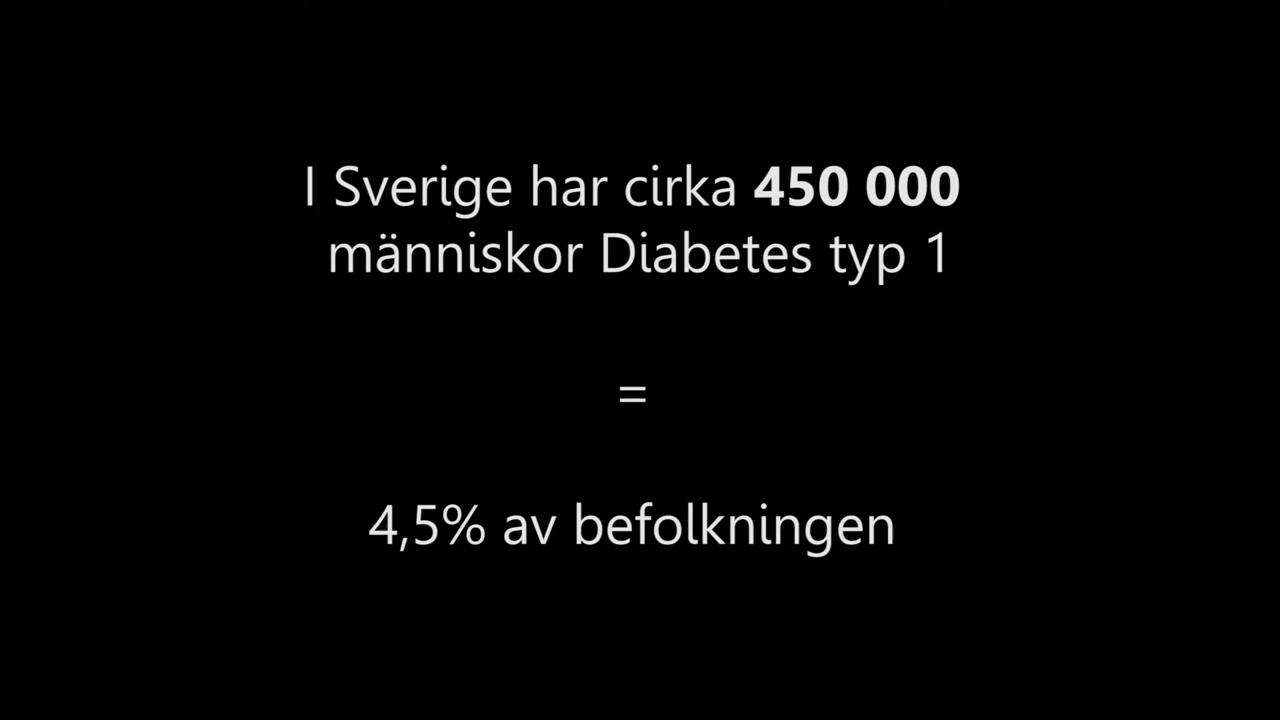 I Sverige har cirka 450 000
människor Diabetes typ 1
=
4,5% av befolkningen